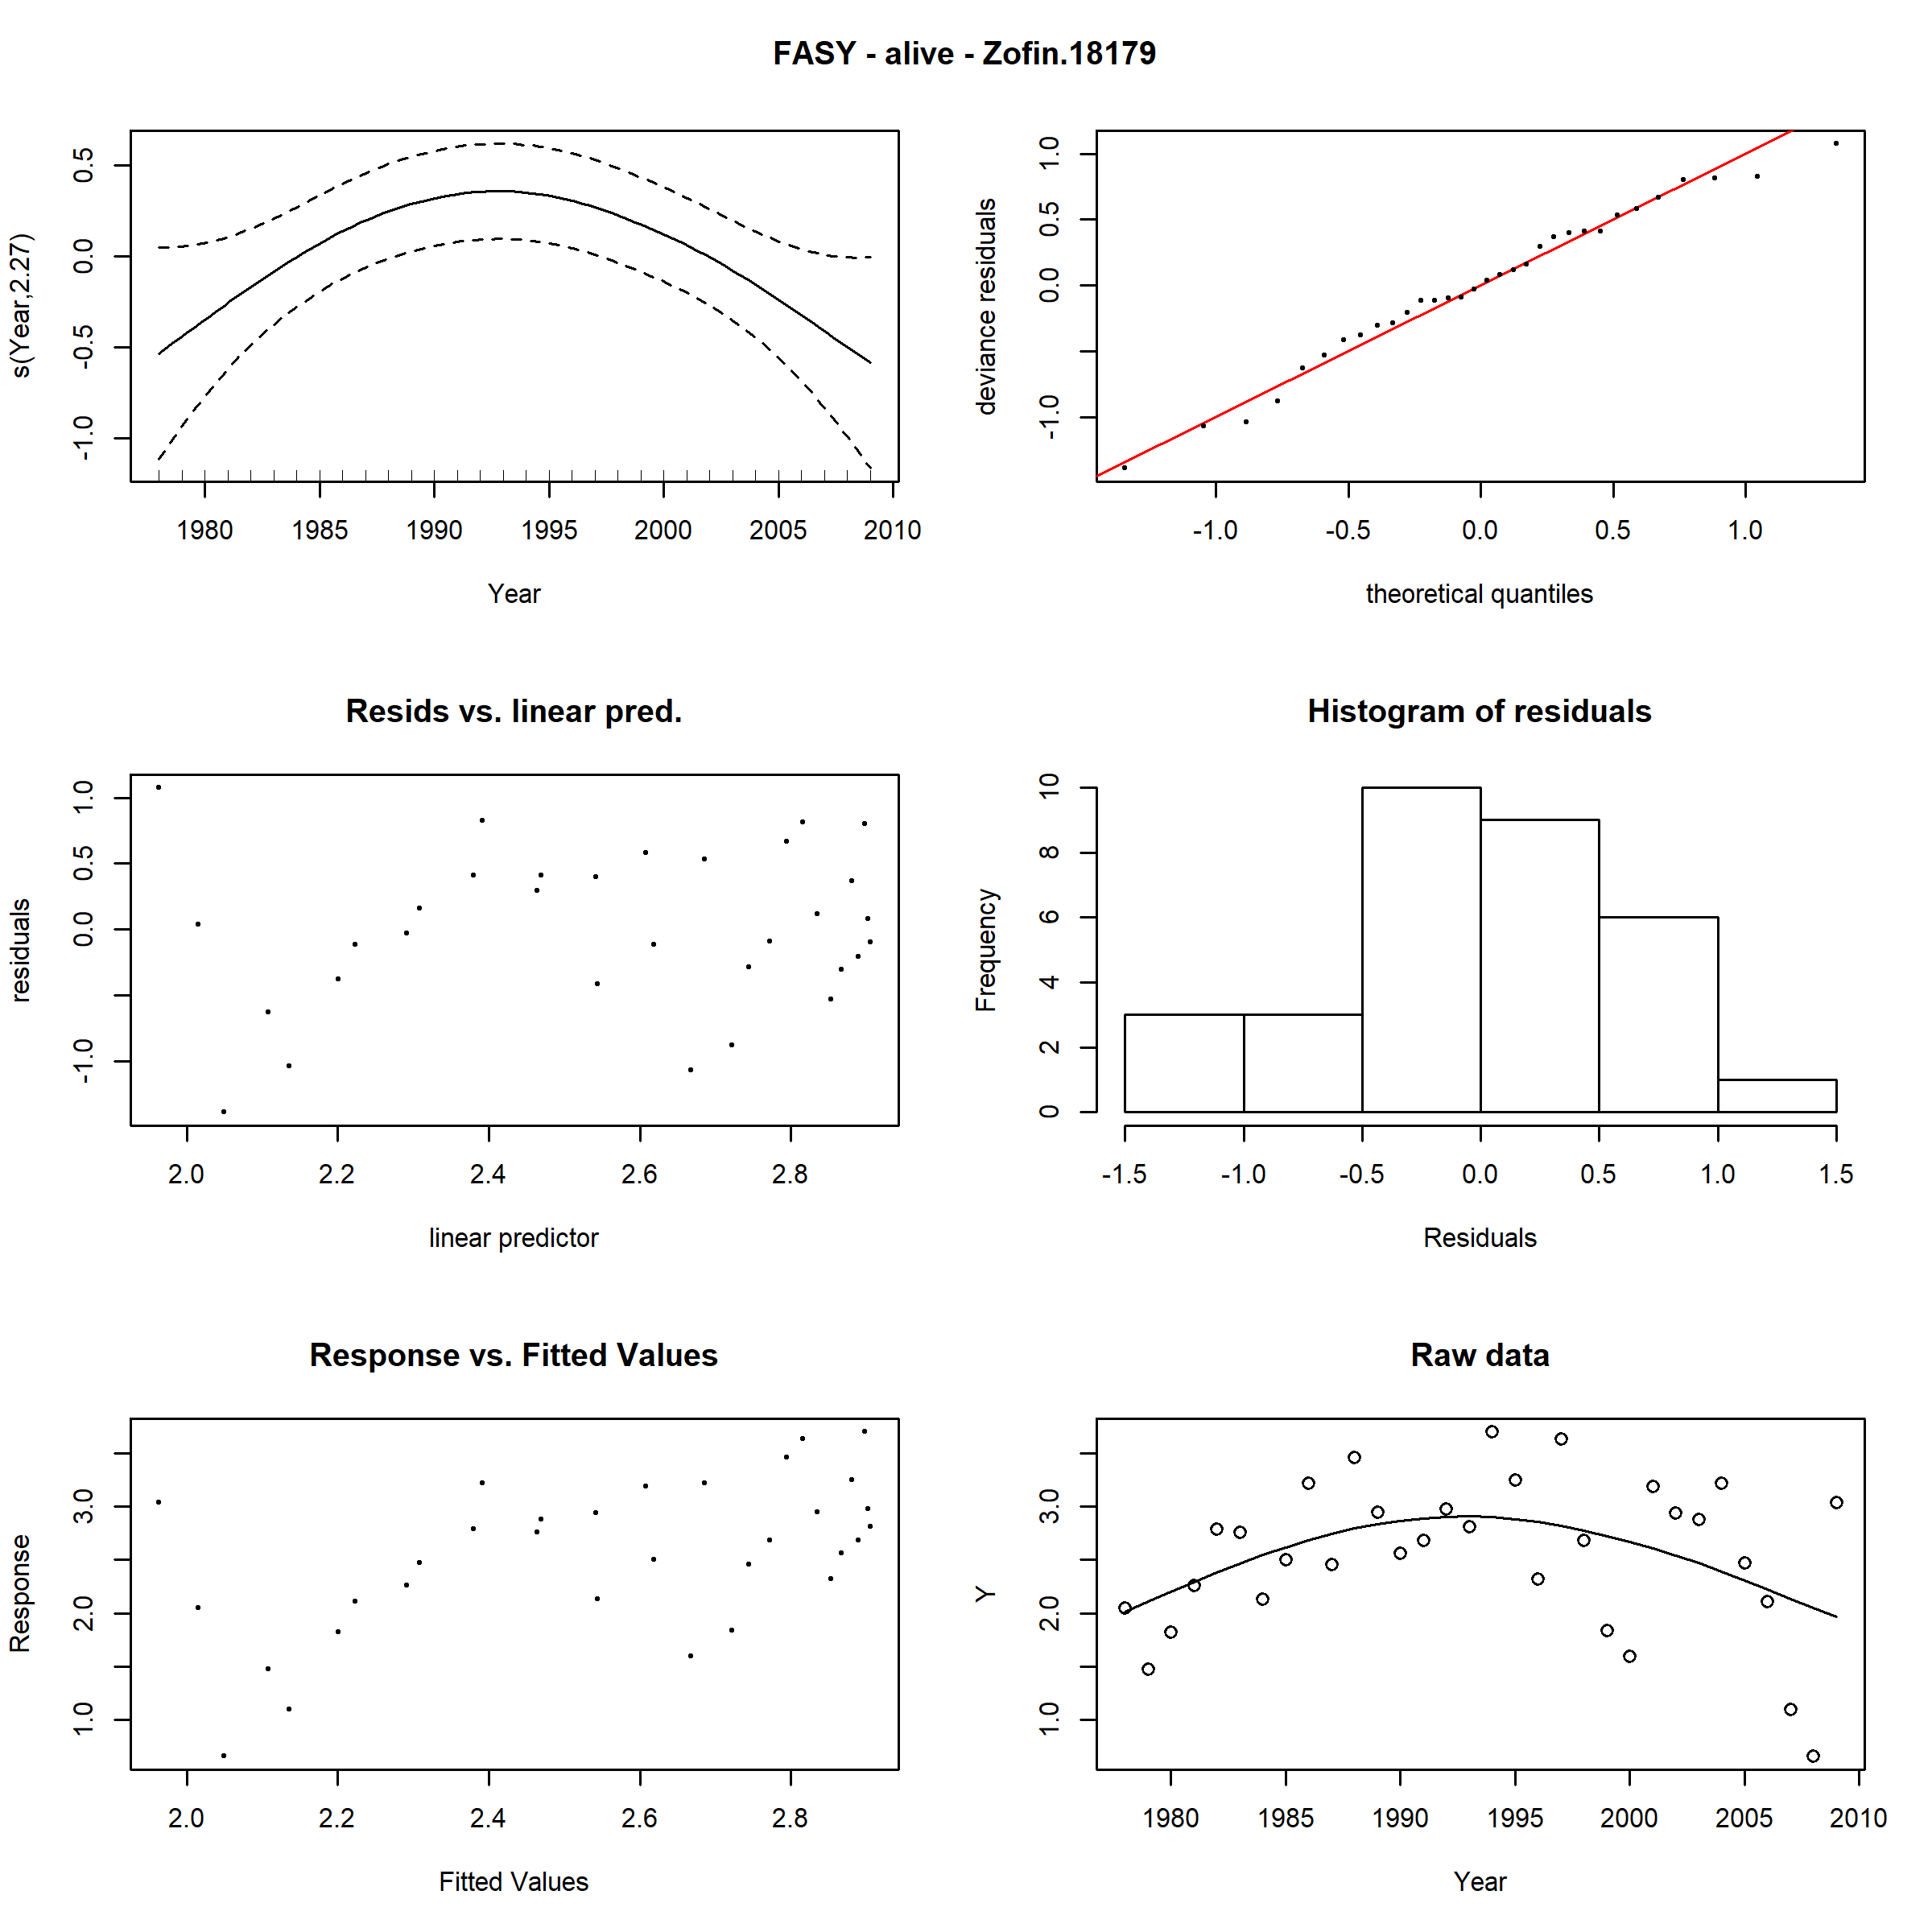 FASY - alive - Zofin.18179
s(Year,2.27)
0.5
0.0
-0.5
-1.0
1980 1985 1990 1995 2000 2005 2010
Year
deviance residuals
1.0
0.5
0.0
-1.0
-1.0 -0.5 0.0 0.5 1.0
theoretical quantiles
Resids vs. linear pred.
residuals
1.0
0.5
0.0
-1.0
2.0 2.2 2.4 2.6 2.8
linear predictor
Histogram of residuals
Frequency
10
8
6
4
2
0
-1.5 -1.0 -0.5 0.0 0.5 1.0 1.5
Residuals
Response vs. Fitted Values
Response
3.0
2.0
1.0
2.0 2.2 2.4 2.6 2.8
Fitted Values
Raw data
Y
3.0
2.0
1.0
1980 1985 1990 1995 2000 2005 2010
Year